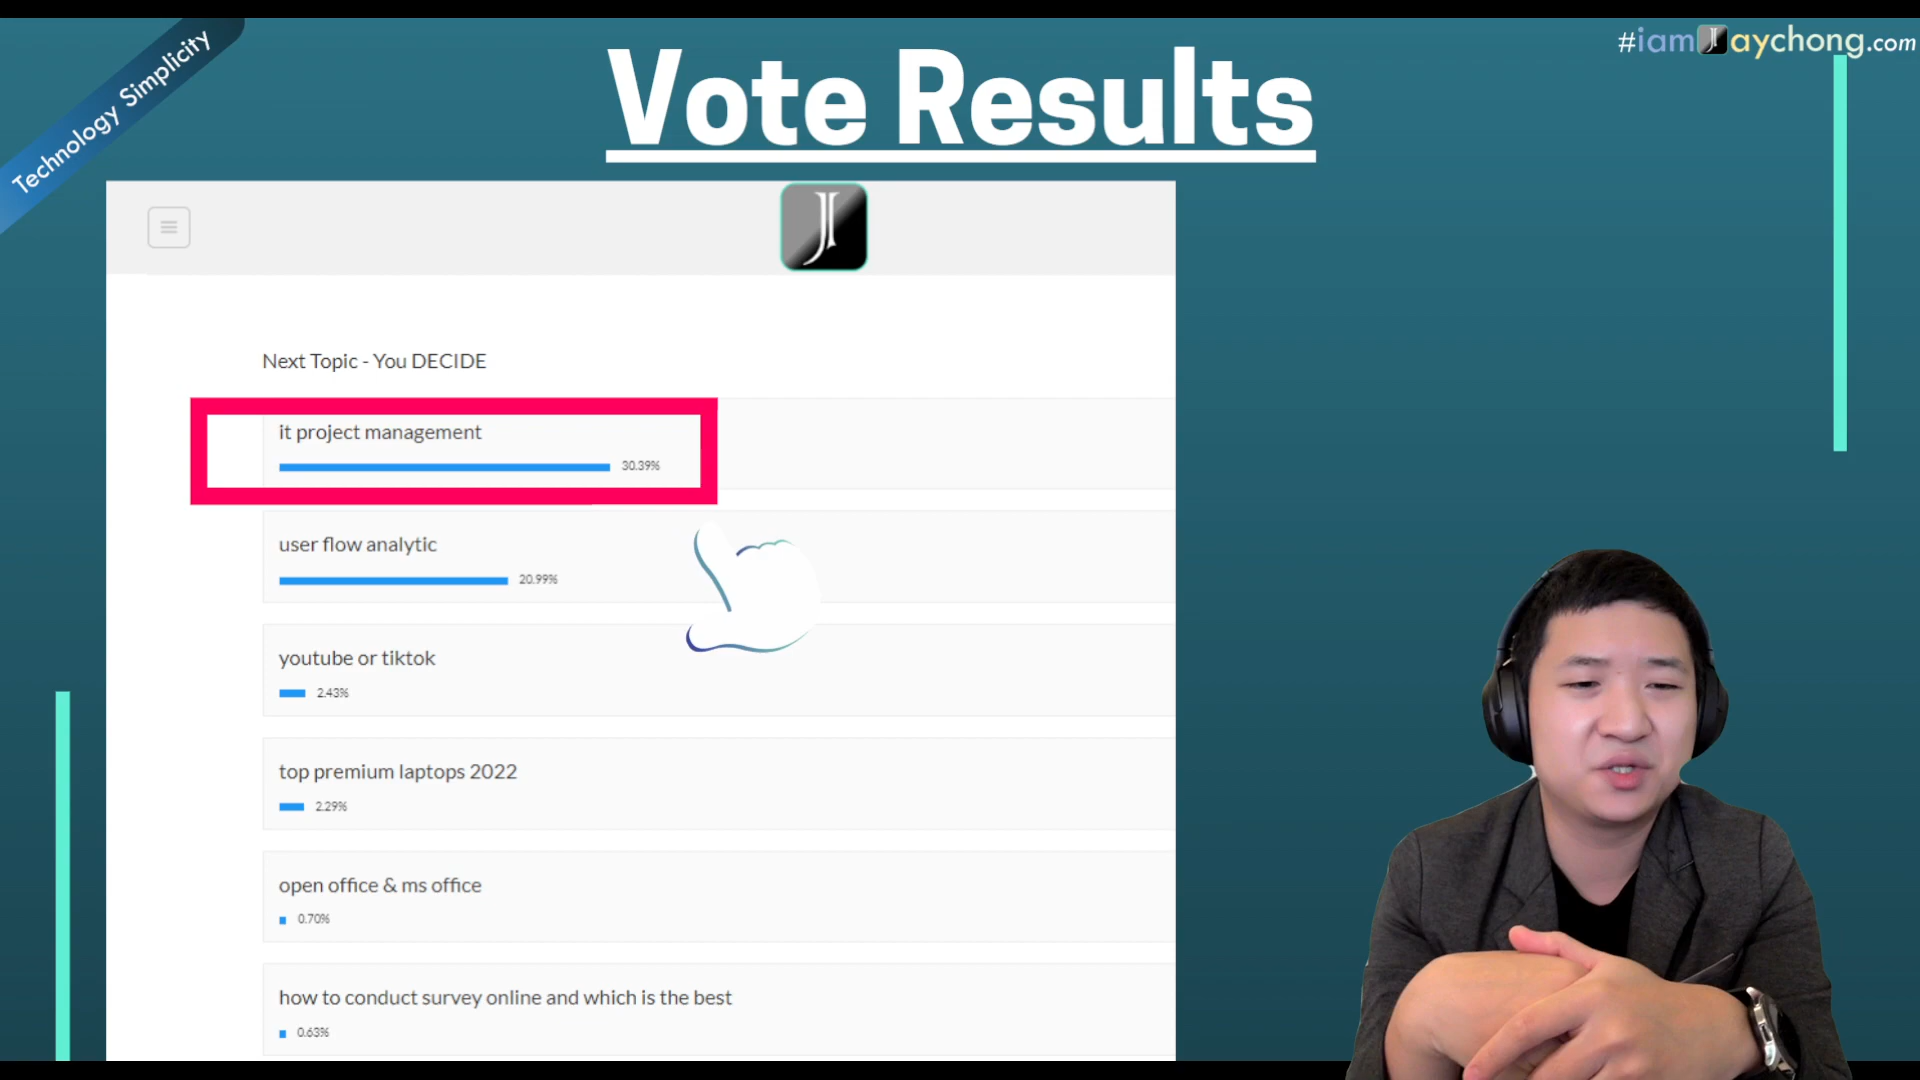 Technology Simplicity
Vote Results
#iamJaychong.com
Next Topic - You DECIDE
it project management
30.39%
user flow analytic
20.99%
youtube or tiktok
2.43%
top premium laptops 2022
2.29%
open office & ms office
0.70%
how to conduct survey online and which is the best
0.63%